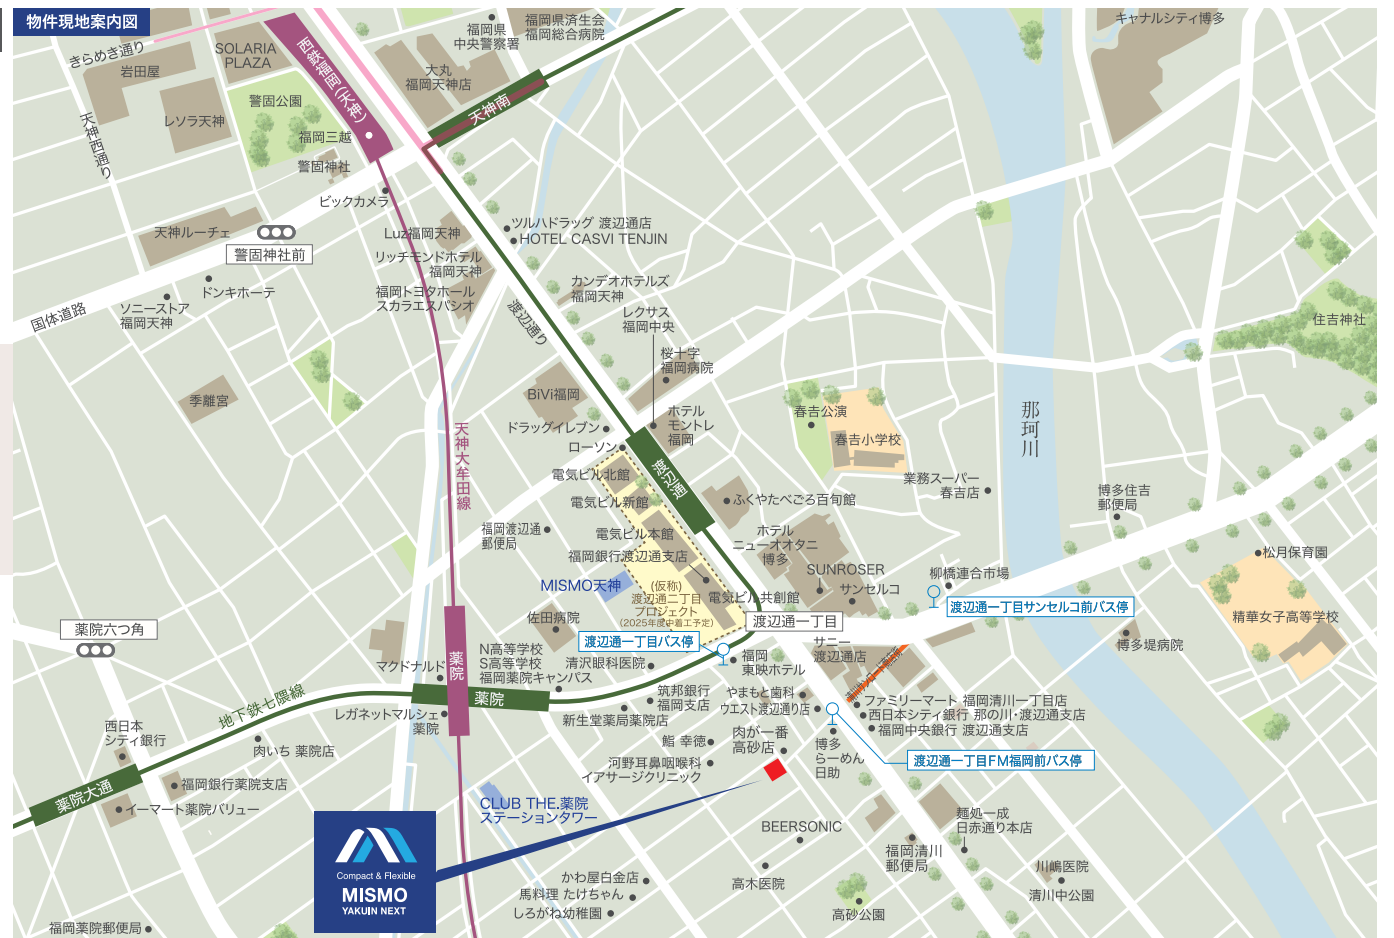 物件現地案内図
きらめき通り
岩田屋
SOLARIA
PLAZA
西鉄福岡(天神)
福岡県
中央警察署
福岡県済生会
福岡総合病院
キャナルシティ博多
大丸
福岡天神店
天神南
警固公園
レソラ天神
天神西通り
福岡三越
警固神社
ビックカメラ
天神ルーチェ
警固神社前
Luz福岡天神
リッチモンドホテル
福岡天神
ツルハドラッグ 渡辺通店
HOTEL CASVI TENJIN
ドンキホーテ
ソニーストア
福岡天神
国体道路
福岡トヨタホール
スカラエスパシオ
カンデオホテルズ
福岡天神
渡辺通り
レクサス
福岡中央
住吉神社
桜十字
福岡病院
季離宮
BiVi福岡
ホテル
モントレ
福岡
春吉公演
春吉小学校
那珂川
天神大牟田線
ドラッグイレブン
ローソン
渡辺通
電気ビル北館
電気ビル新館
ふくやたべごろ百旬館
業務スーパー
春吉店
博多住吉
郵便局
福岡渡辺通
郵便局
電気ビル本館
福岡銀行渡辺通支店
ホテル
ニューオオタニ
博多
SUNROSER
サンセルコ
柳橋連合市場
松月保育園
MISMO天神
(仮称)
渡辺通二丁目
プロジェクト
(2025年度中着工予定)
電気ビル共創館
渡辺通一丁目サンセルコ前バス停
精華女子高等学校
薬院六つ角
佐田病院
渡辺通一丁目バス停
渡辺通一丁目
サニー
渡辺通店
博多堤病院
マクドナルド
薬院
薬院
N高等学校
S高等学校
福岡薬院キャンパス
清沢眼科医院
福岡
東映ホテル
地下鉄七隈線
レガネットマルシェ
薬院
筑邦銀行
福岡支店
新生堂薬局薬院店
やまもと歯科
ウエスト渡辺通り店
ファミリーマート 福岡清川一丁目店
西日本シティ銀行 那の川・渡辺通支店
福岡中央銀行 渡辺通支店
西日本
シティ銀行
肉いち 薬院店
鮨 幸徳
肉が一番
高砂店
博多
らーめん
日助
渡辺通一丁目FM福岡前バス停
河野耳鼻咽喉科
イアサージクリニック
薬院大通
福岡銀行薬院支店
イーマート薬院バリュー
CLUB THE.薬院
ステーションタワー
BEERSONIC
麺処一成
日赤通り本店
福岡清川
郵便局
Compact & Flexible
MISMO
YAKUIN NEXT
かわ屋白金店
馬料理 たけちゃん
しろがね幼稚園
高木医院
川嶋医院
清川中公園
高砂公園
福岡薬院郵便局